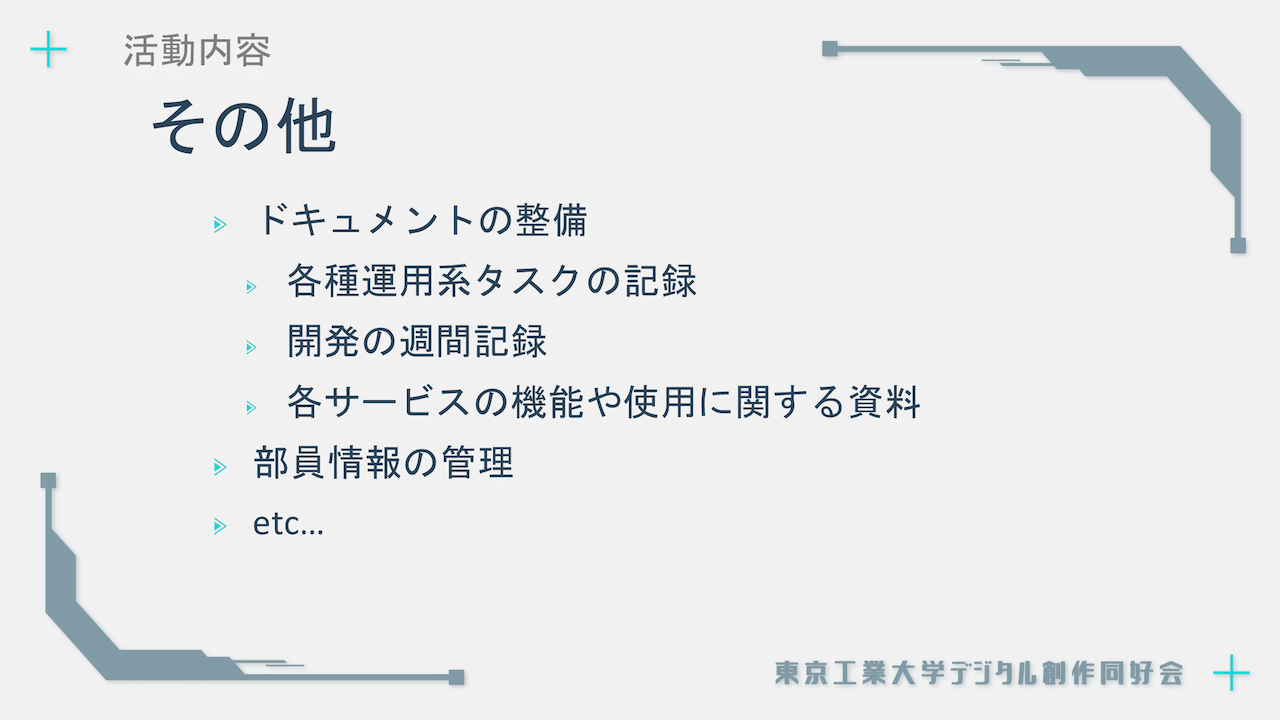 活動内容
その他
ドキュメントの整備
各種運用系タスクの記録
開発の週間記録
各サービスの機能や使用に関する資料
部員情報の管理
etc…
東京工業大学デジタル創作同好会